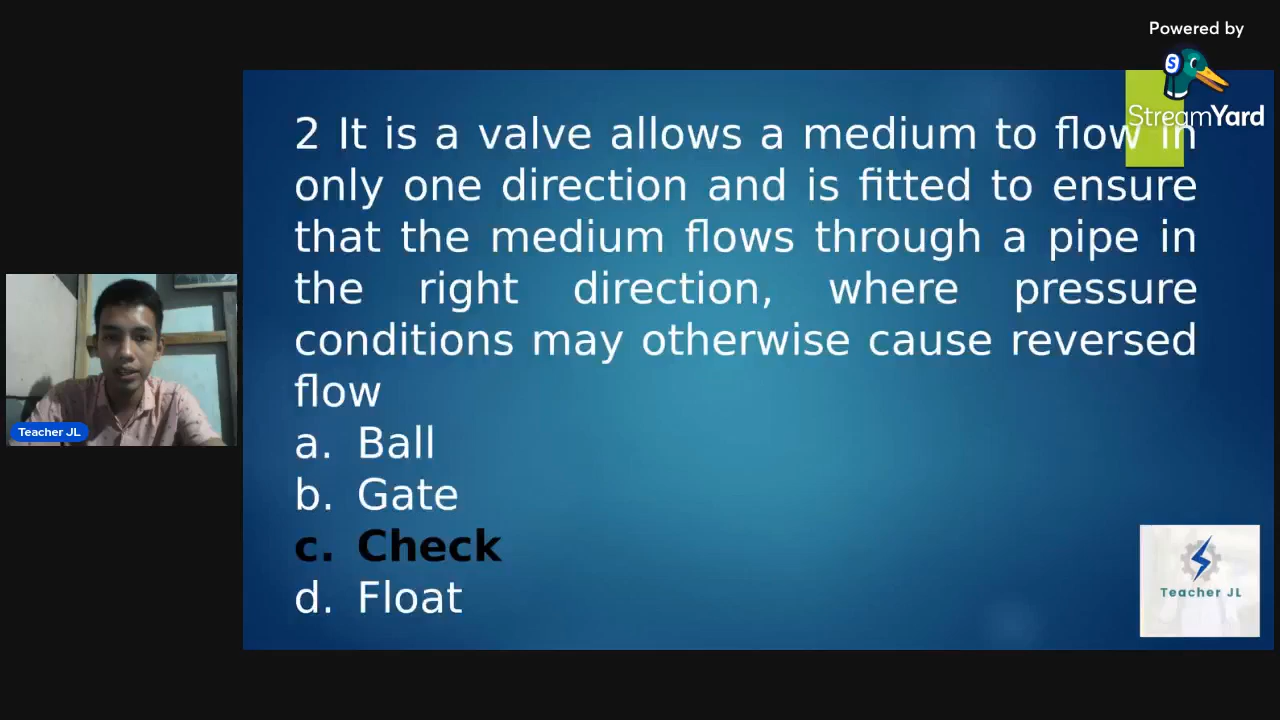 Powered by
StreamYard
2 It is a valve allows a medium to flow in
only one direction and is fitted to ensure
that the medium flows through a pipe in
the right direction, where pressure
conditions may otherwise cause reversed
flow
a. Ball
b. Gate
c. Check
d. Float
Teacher JL
Teacher JL